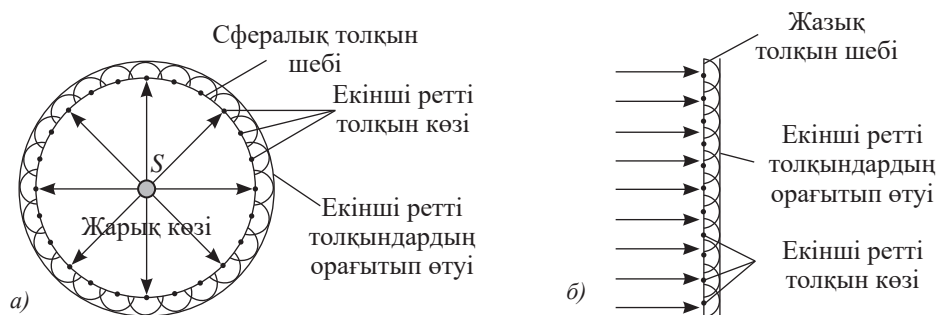 Сфералық толқын
шебі
Екінші ретті
толқын көзі
S
Жарық көзі
Екінші ретті
толқындардың
орағытып өтуі
а)
Жазық
толқын шебі
Екінші ретті
толқындардың
орағытып өтуі
Екінші ретті
толқын көзі
б)